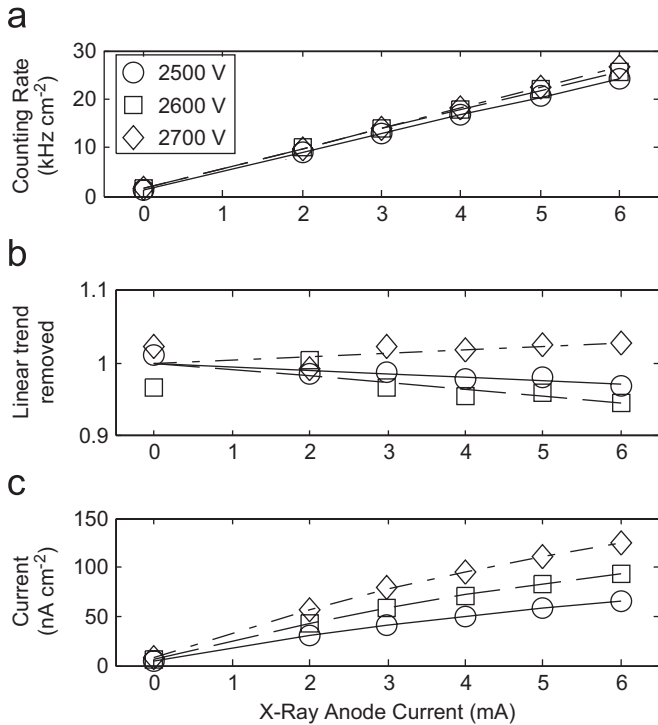 a
30
20
10
0
Counting Rate
(kHz cm⁻²)
2500 V
2600 V
2700 V
0 1 2 3 4 5 6
b
1.1
1
0.9
Linear trend
removed
0 1 2 3 4 5 6
c
150
100
50
0
Current
(nA cm⁻²)
0 1 2 3 4 5 6
X-Ray Anode Current (mA)